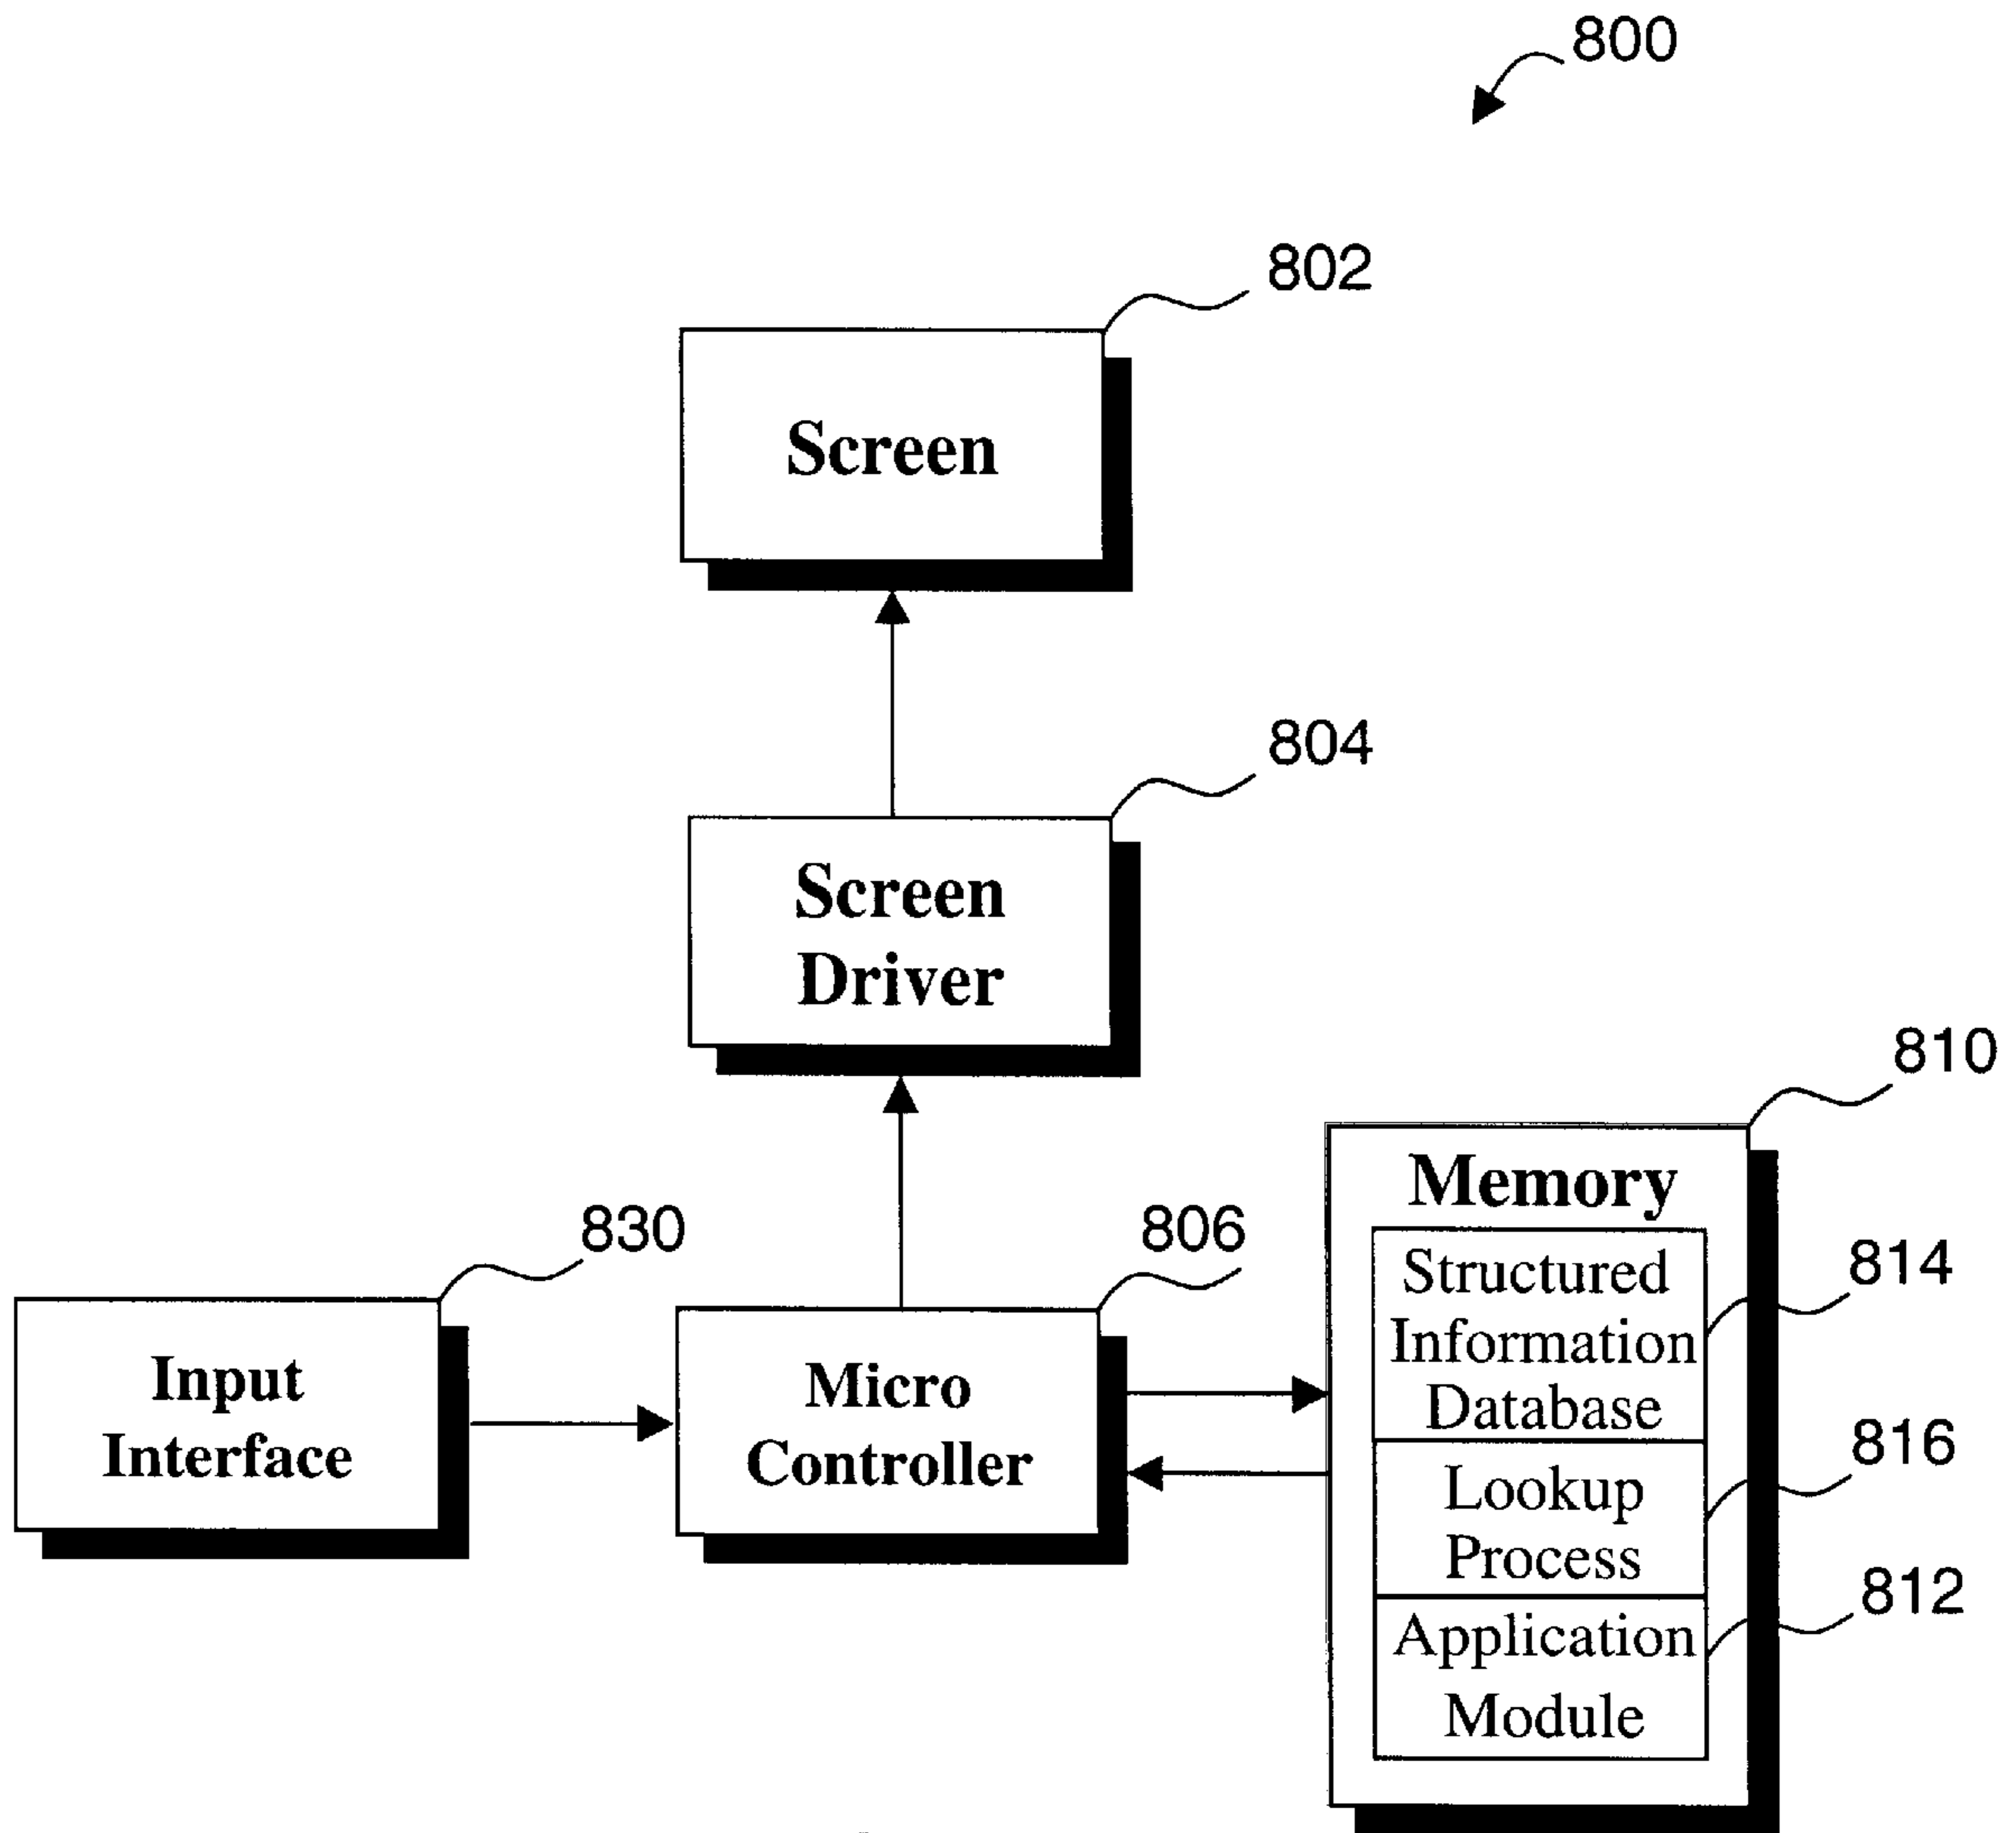 800
802
Screen
804
Screen
Driver
810
Memory
830
806
814
Structured
Information
Database
Input
Interface
Micro
Controller
816
Lookup
Process
812
Application
Module